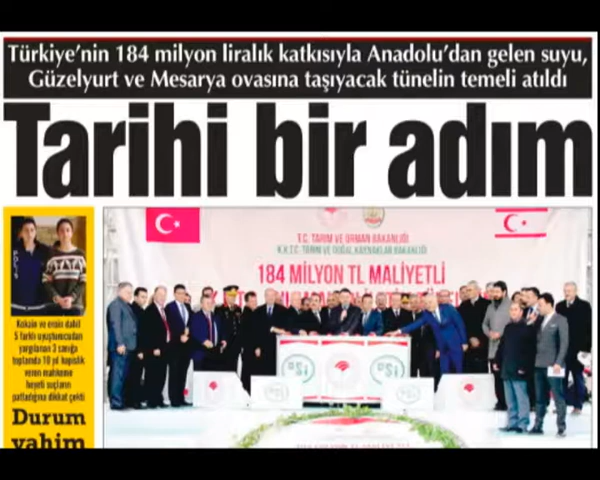 Türkiye'nin 184 milyon liralık katkısıyla Anadolu'dan gelen suyu,
Güzelyurt ve Mesarya ovasına taşıyacak tünelin temeli atıldı
Tarihi bir adım
T.C. TARIM VE ORMAN BAKANLIĞI
K.K.T.C. TARIM VE DOĞAL KAYNAKLAR BAKANLIĞI
184 MİLYON TL MALİYETLİ
POLİS
Kokain ve eroin dahil
5 farklı uyuşturucudan
yargılanan 3 sanığa
toplamda 10 yıl hapislik
veren mahkeme
heyeti suçların
patladığına dikkat çekti
Durum
vahim
DSİ
DSİ